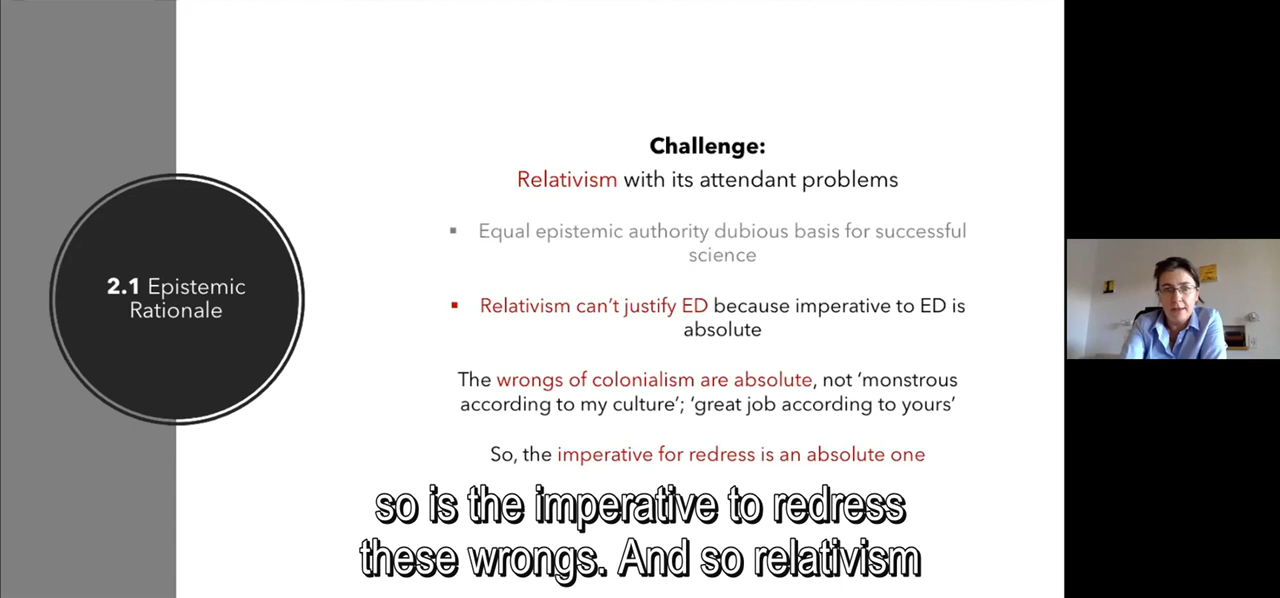 2.1 Epistemic
Rationale
Challenge:
Relativism with its attendant problems
▪ Equal epistemic authority dubious basis for successful
science
▪ Relativism can’t justify ED because imperative to ED is
absolute
The wrongs of colonialism are absolute, not ‘monstrous
according to my culture’; ‘great job according to yours’
So, the imperative for redress is an absolute one
so is the imperative to redress
these wrongs. And so relativism